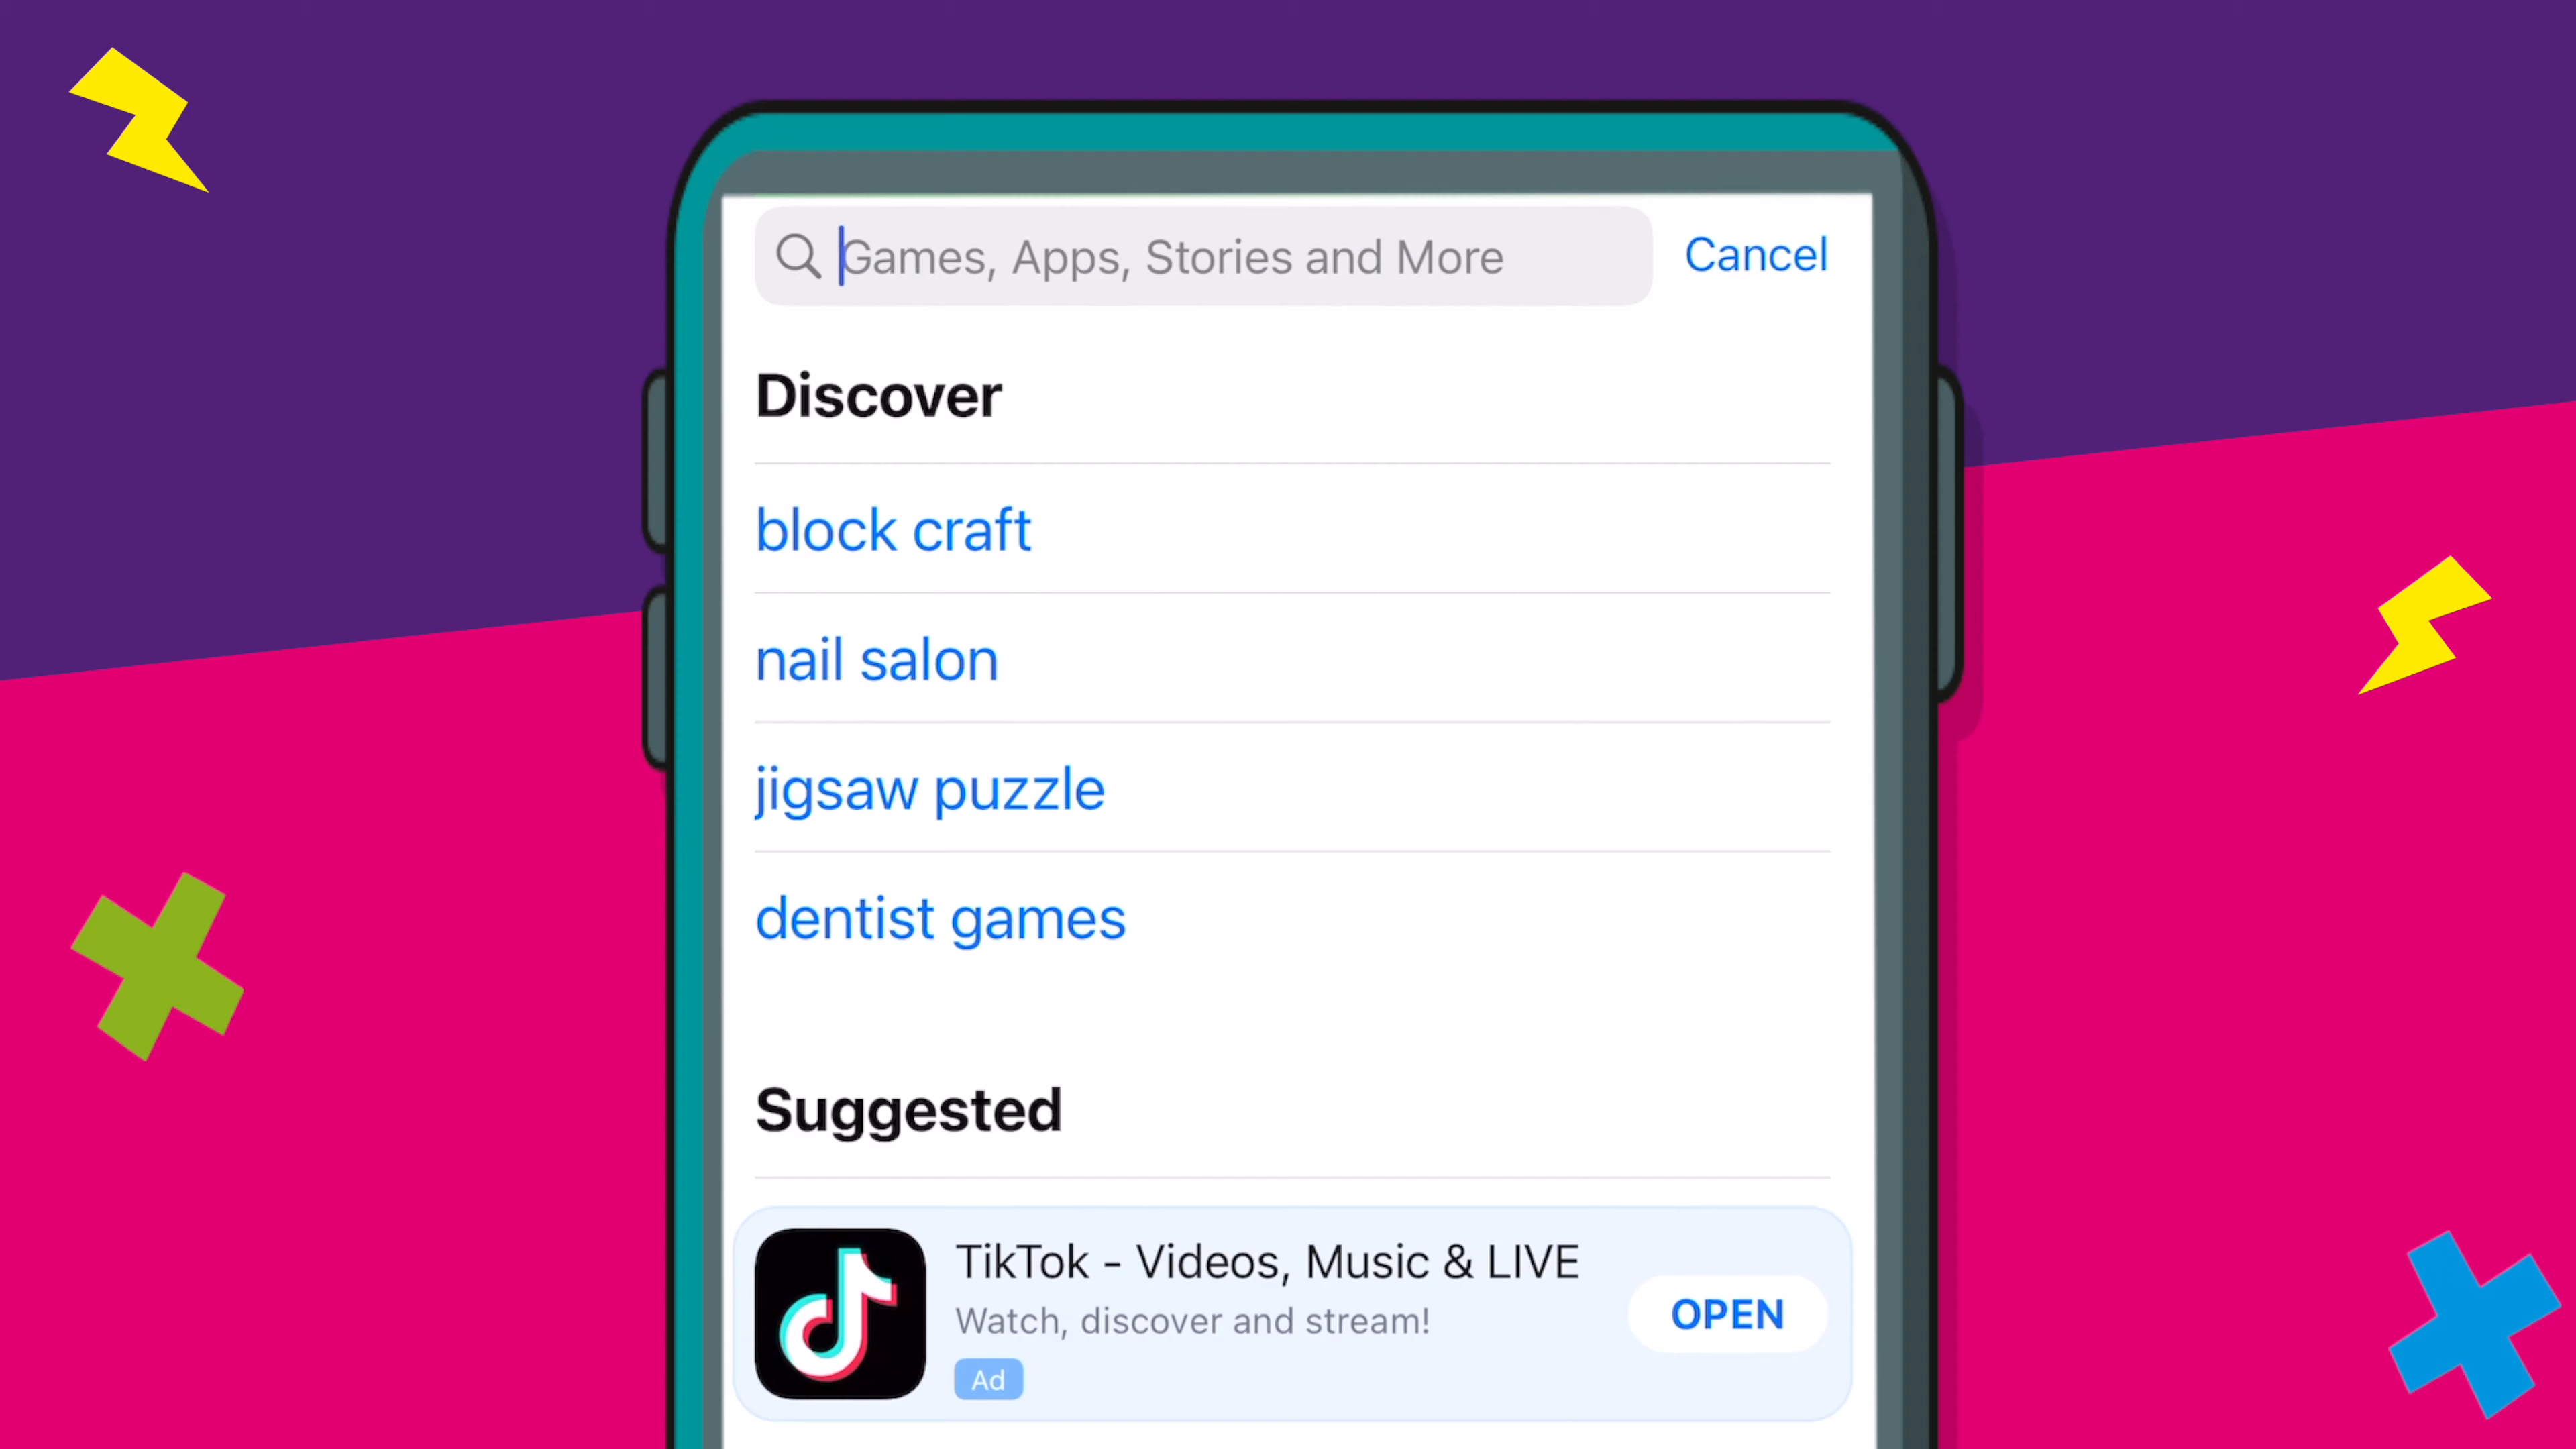 Games, Apps, Stories and More
Cancel
Discover
block craft
nail salon
jigsaw puzzle
dentist games
Suggested
TikTok - Videos, Music & LIVE
Watch, discover and stream!
OPEN
Ad